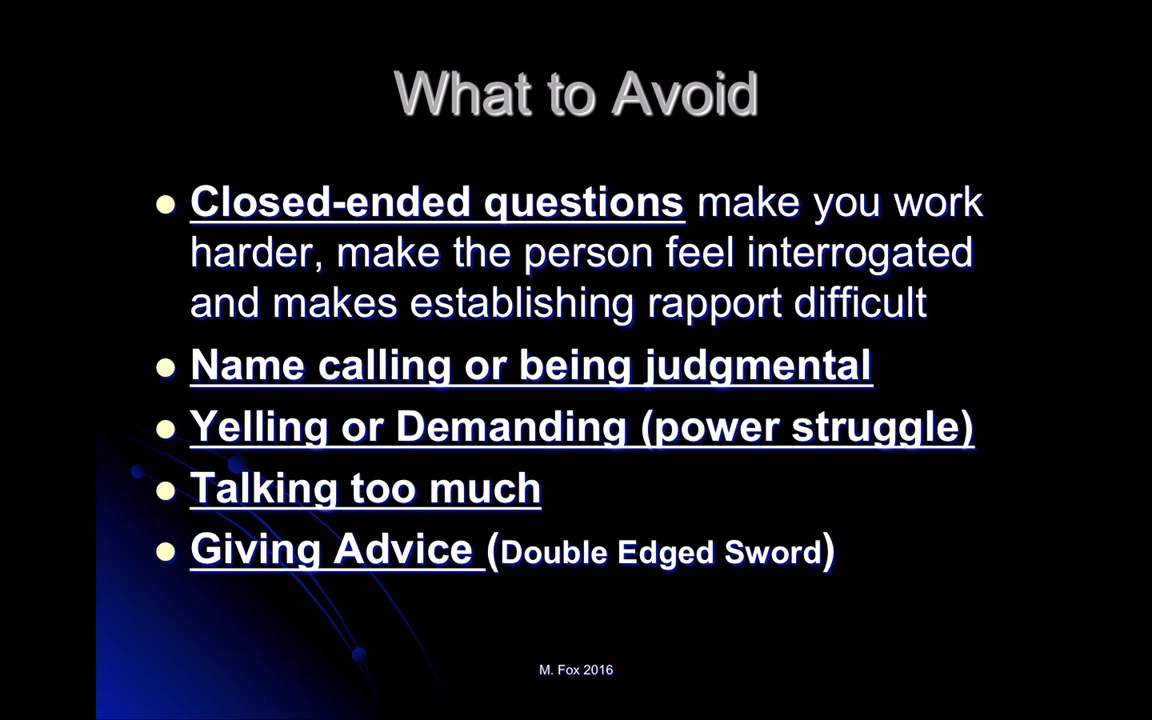 What to Avoid
Closed-ended questions make you work
harder, make the person feel interrogated
and makes establishing rapport difficult
Name calling or being judgmental
Yelling or Demanding (power struggle)
Talking too much
Giving Advice (Double Edged Sword)
M. Fox 2016